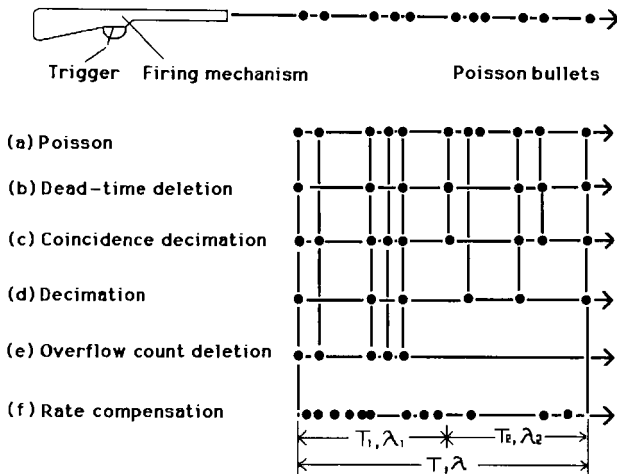 Trigger Firing mechanism Poisson bullets
(a) Poisson
(b) Dead-time deletion
(c) Coincidence decimation
(d) Decimation
(e) Overflow count deletion
(f) Rate compensation
T₁, λ₁ T₂, λ₂
T, λ